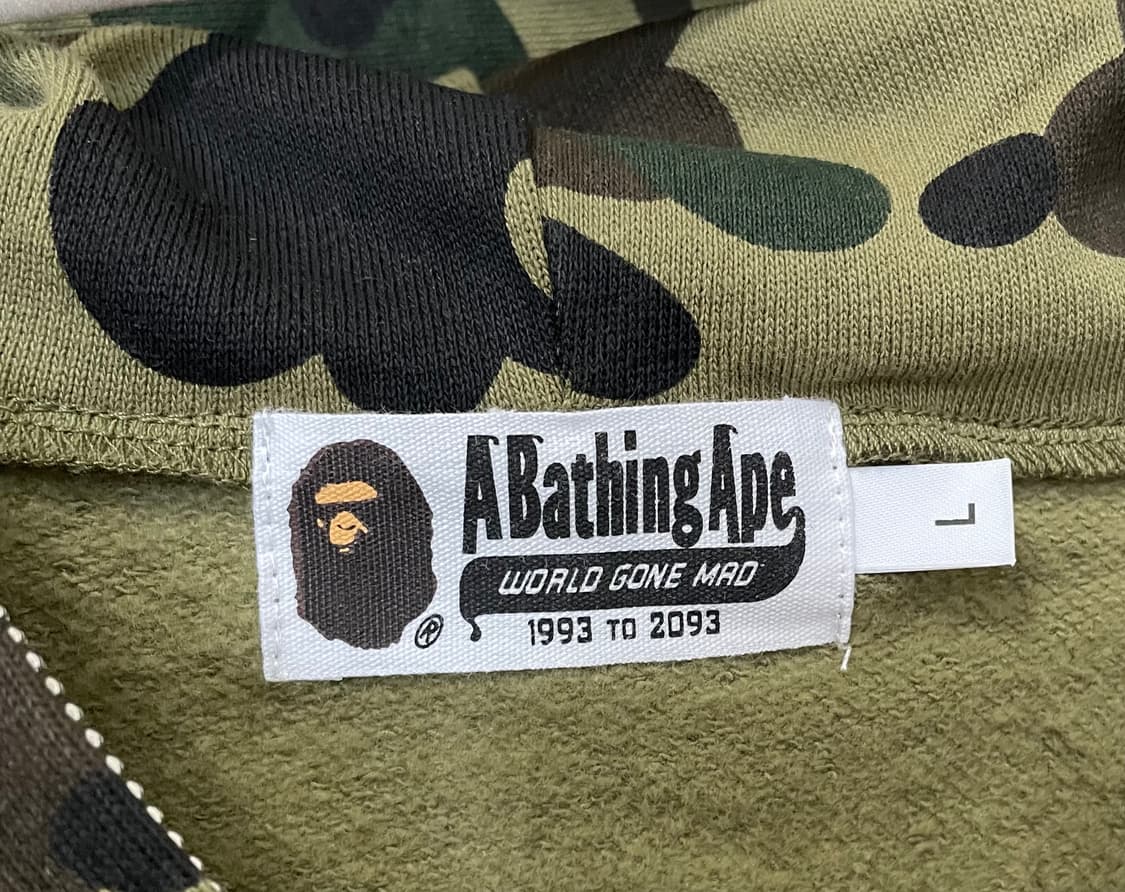 A Bathing Ape
WORLD GONE MAD
1993 TO 2093
®
L